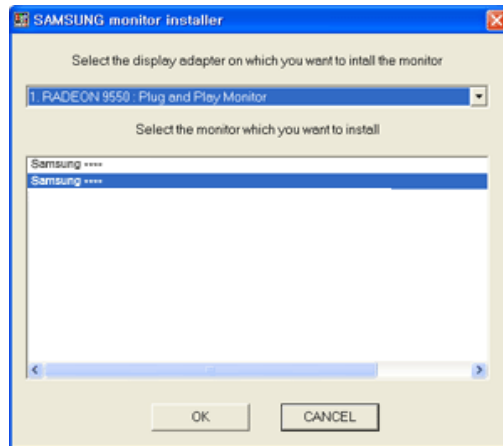 SAMSUNG monitor installer
Select the display adapter on which you want to intall the monitor
1. RADEON 9550 : Plug and Play Monitor
Select the monitor which you want to install
Samsung ****
Samsung ****
OK
CANCEL